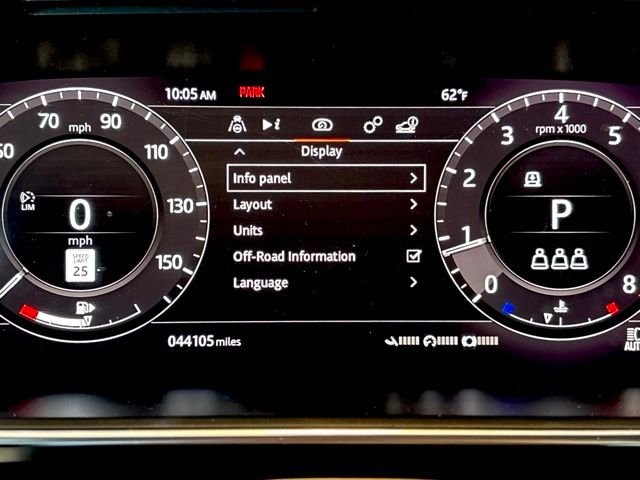 10:05 AM PARK 62°F
Display
Info panel
Layout
Units
Off-Road Information
Language
70 90 110 130 150
mph
LIM
0
mph
SPEED LIMIT
25
044105 miles
0 1 2 3 4 5 8
rpm x 1000
P
AUTO